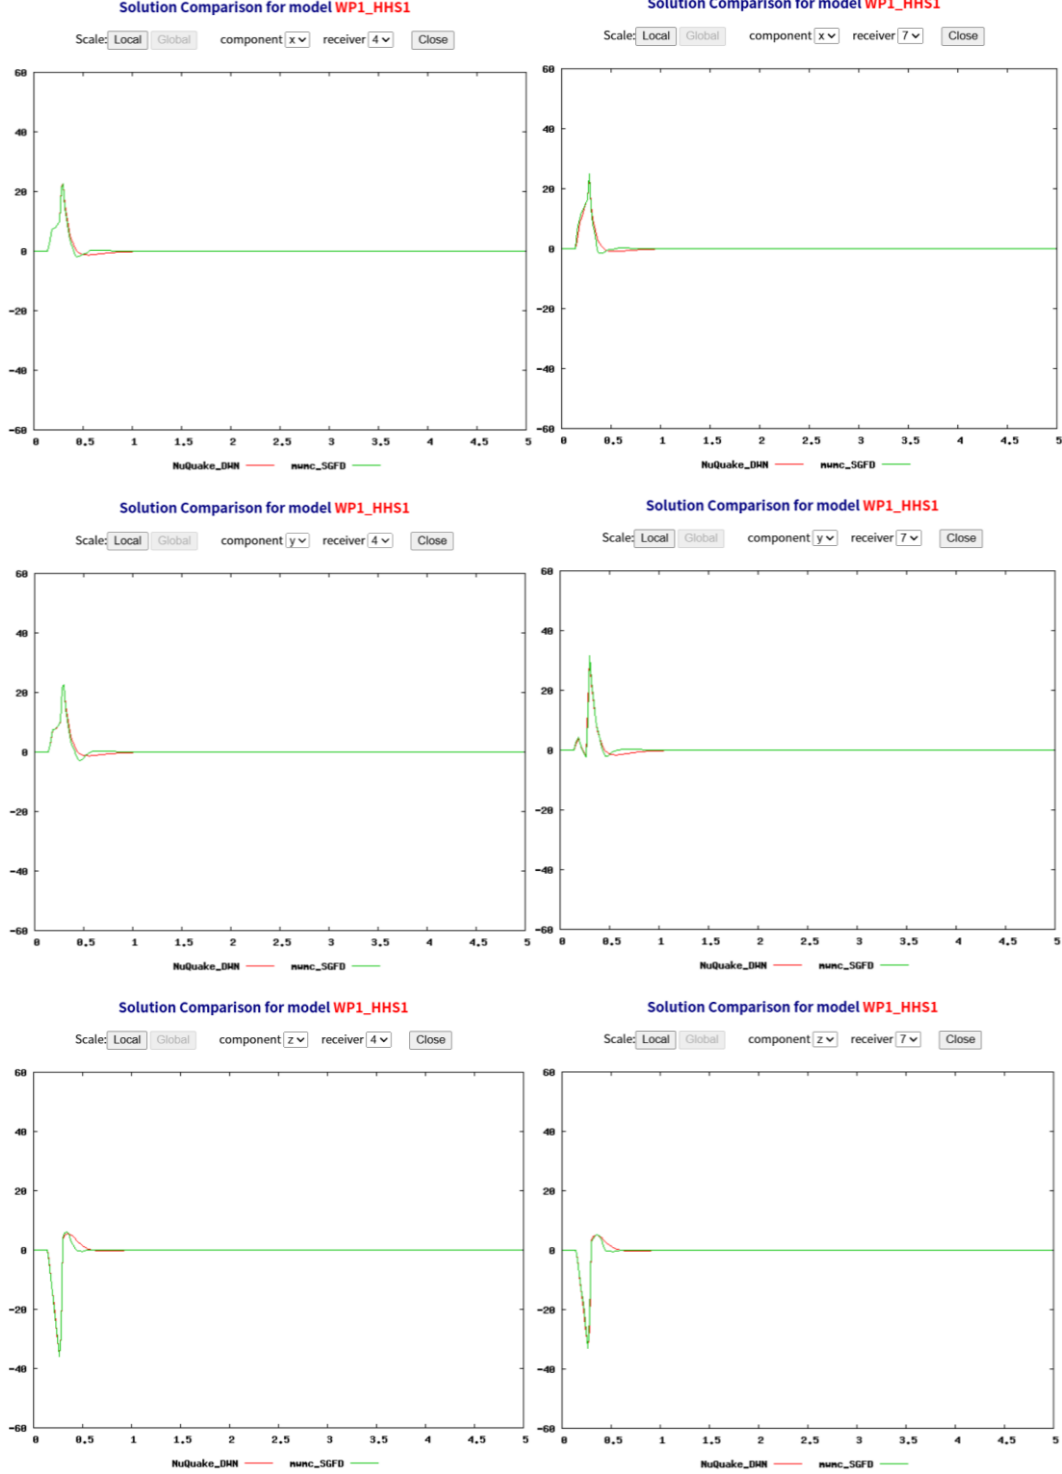 Solution Comparison for model WP1_HHS1
Scale: Local Global component x receiver 4 Close
60
40
20
0
-20
-40
-60
0 0.5 1 1.5 2 2.5 3 3.5 4 4.5 5
NuQuake_DWN numc_SGFD
Solution Comparison for model WP1_HHS1
Scale: Local Global component x receiver 7 Close
60
40
20
0
-20
-40
-60
0 0.5 1 1.5 2 2.5 3 3.5 4 4.5 5
NuQuake_DWN numc_SGFD
Solution Comparison for model WP1_HHS1
Scale: Local Global component y receiver 4 Close
60
40
20
0
-20
-40
-60
0 0.5 1 1.5 2 2.5 3 3.5 4 4.5 5
NuQuake_DWN numc_SGFD
Solution Comparison for model WP1_HHS1
Scale: Local Global component y receiver 7 Close
60
40
20
0
-20
-40
-60
0 0.5 1 1.5 2 2.5 3 3.5 4 4.5 5
NuQuake_DWN numc_SGFD
Solution Comparison for model WP1_HHS1
Scale: Local Global component z receiver 4 Close
60
40
20
0
-20
-40
-60
0 0.5 1 1.5 2 2.5 3 3.5 4 4.5 5
NuQuake_DWN numc_SGFD
Solution Comparison for model WP1_HHS1
Scale: Local Global component z receiver 7 Close
60
40
20
0
-20
-40
-60
0 0.5 1 1.5 2 2.5 3 3.5 4 4.5 5
NuQuake_DWN numc_SGFD